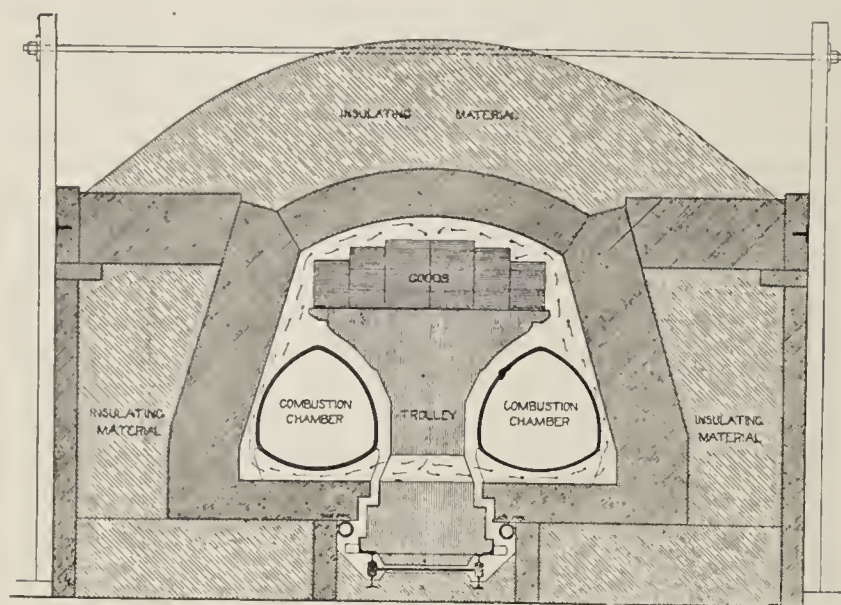 INSULATING MATERIAL
GOODS
COMBUSTION
CHAMBER
TROLLEY
COMBUSTION
CHAMBER
INSULATING
MATERIAL
INSULATING
MATERIAL